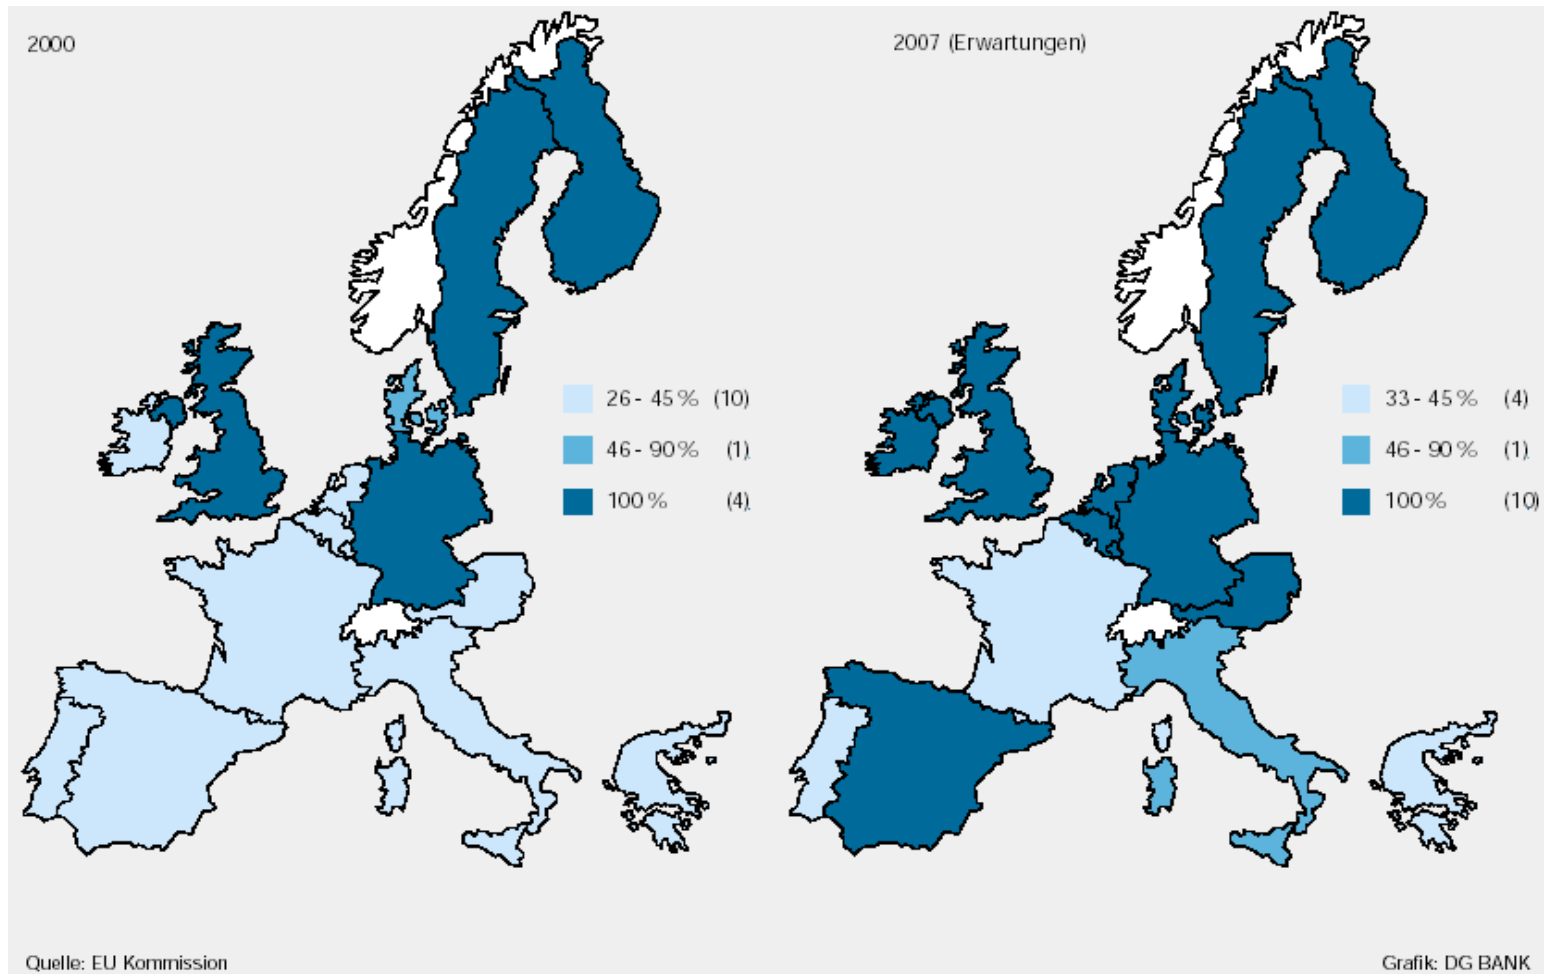 2000
2007 (Erwartungen)
26 - 45 % (10)
46 - 90 % (1)
100 % (4)
33 - 45 % (4)
46 - 90 % (1)
100 % (10)
Quelle: EU Kommission
Grafik: DG BANK